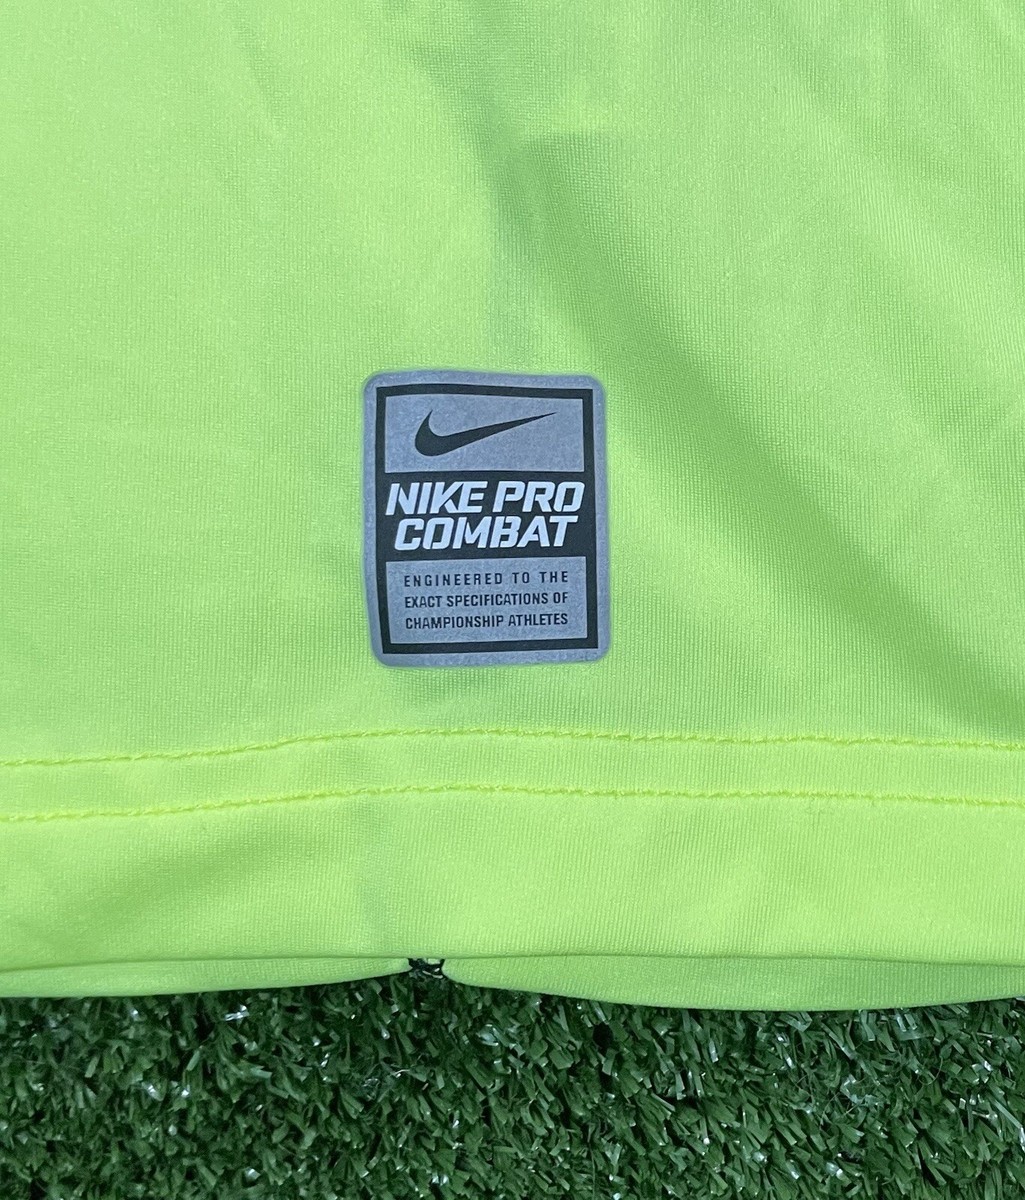 NIKE PRO
COMBAT
ENGINEERED TO THE
EXACT SPECIFICATIONS OF
CHAMPIONSHIP ATHLETES